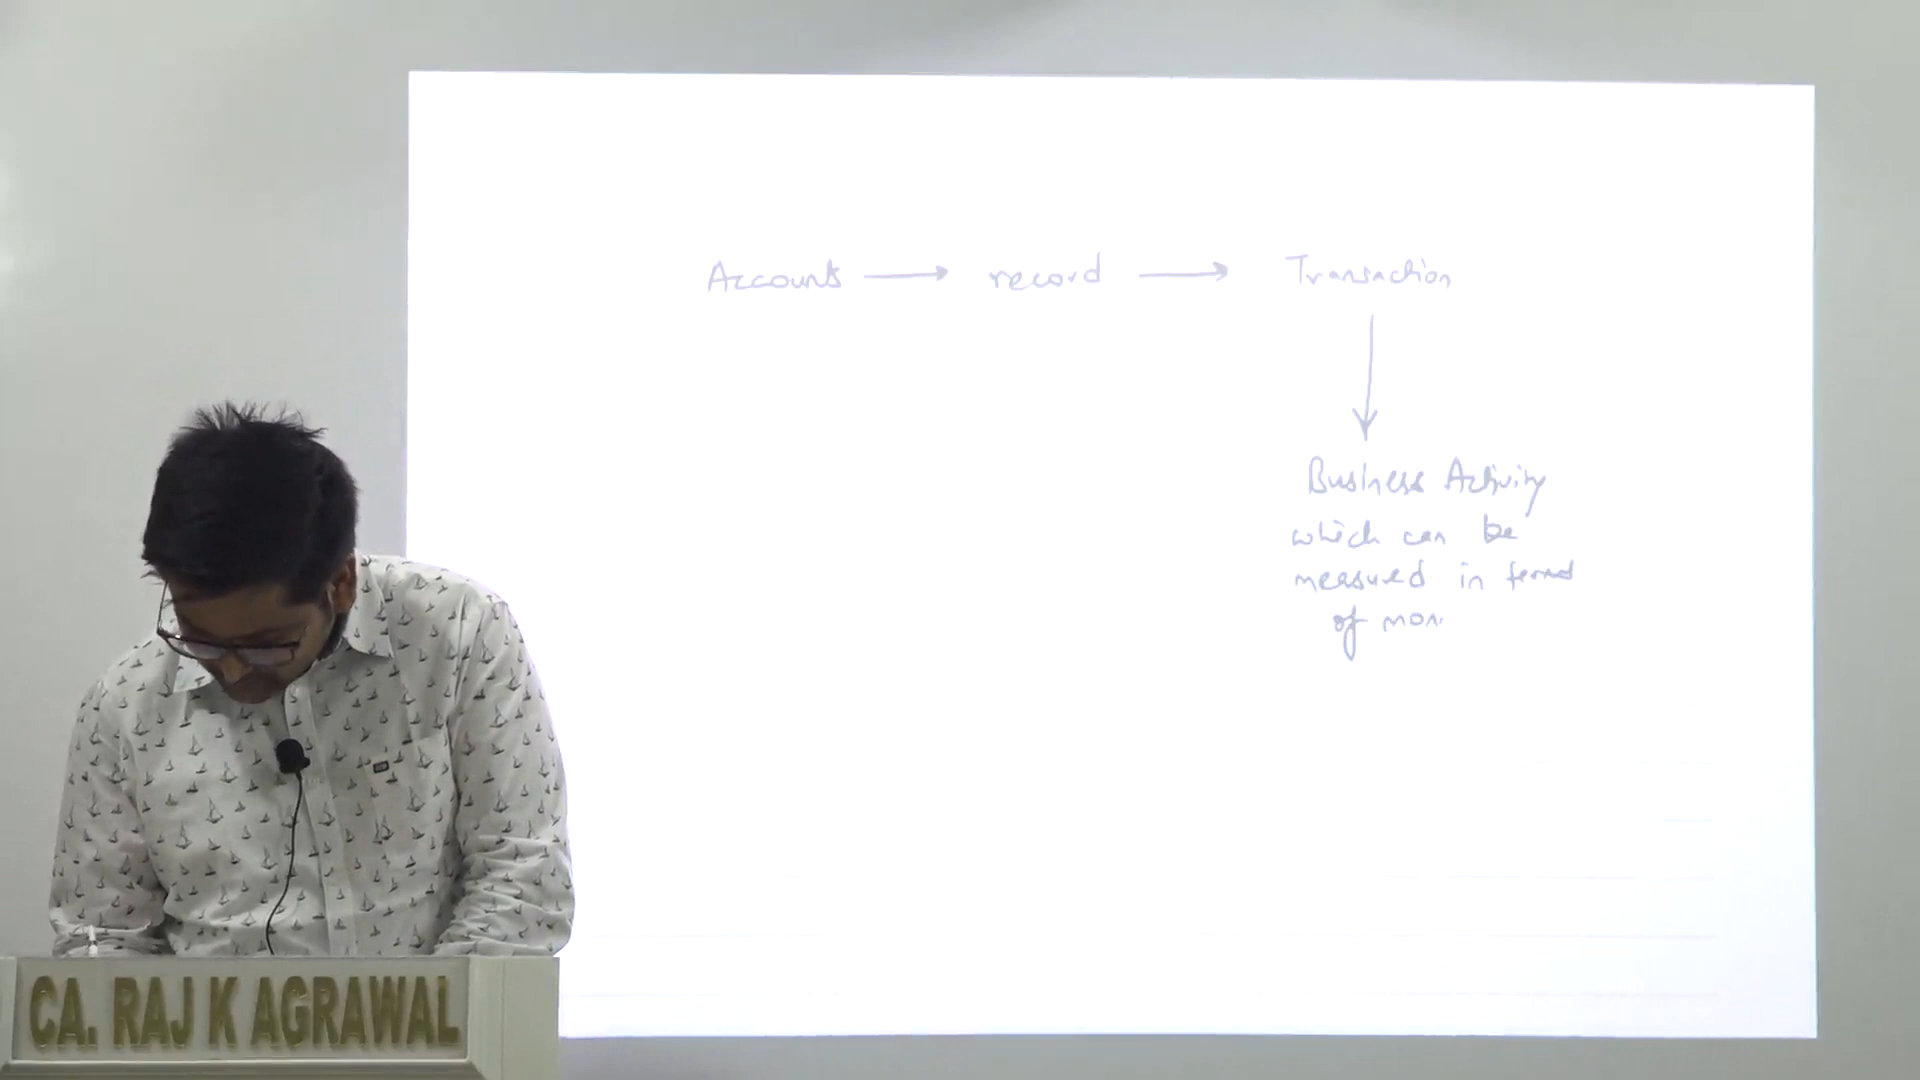 Accounts → record → Transaction
↓
Business Activity
which can be
measured in terms
of mon
CA. RAJ K AGRAWAL